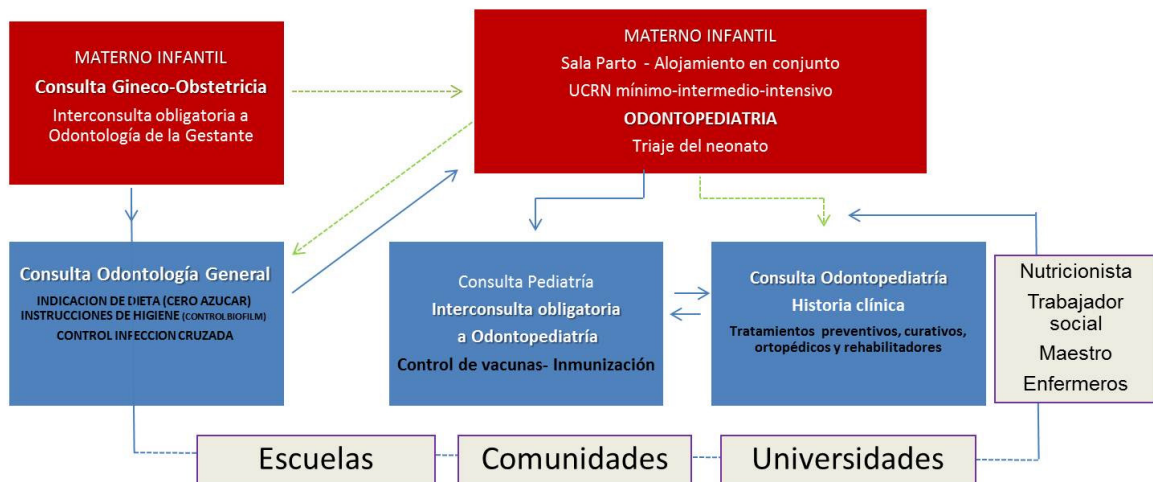 MATERNO INFANTIL
Consulta Gineco-Obstetricia
Interconsulta obligatoria a
Odontología de la Gestante
MATERNO INFANTIL
Sala Parto - Alojamiento en conjunto
UCRN mínimo-intermedio-intensivo
ODONTOPEDIATRIA
Triaje del neonato
Consulta Odontología General
INDICACION DE DIETA (CERO AZUCAR)
INSTRUCCIONES DE HIGIENE (CONTROLBIOFILM)
CONTROL INFECCION CRUZADA
Consulta Pediatría
Interconsulta obligatoria
a Odontopediatría
Control de vacunas- Inmunización
Consulta Odontopediatría
Historia clínica
Tratamientos preventivos, curativos,
ortopédicos y rehabilitadores
Nutricionista
Trabajador
social
Maestro
Enfermeros
Escuelas
Comunidades
Universidades